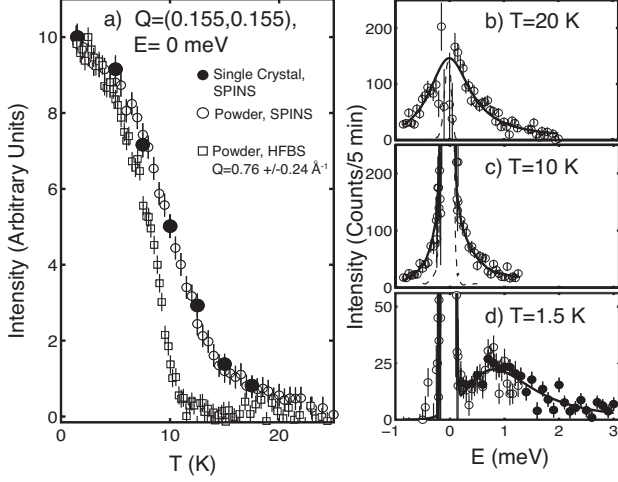 a) Q=(0.155,0.155),
E= 0 meV
Single Crystal,
SPINS
Powder, SPINS
Powder, HFBS
Q=0.76 +/-0.24 Å⁻¹
Intensity (Arbitrary Units)
10
8
6
4
2
0
0
10
20
T (K)
b) T=20 K
200
100
0
c) T=10 K
200
100
0
d) T=1.5 K
50
25
0
Intensity (Counts/5 min)
−1
0
1
2
3
E (meV)